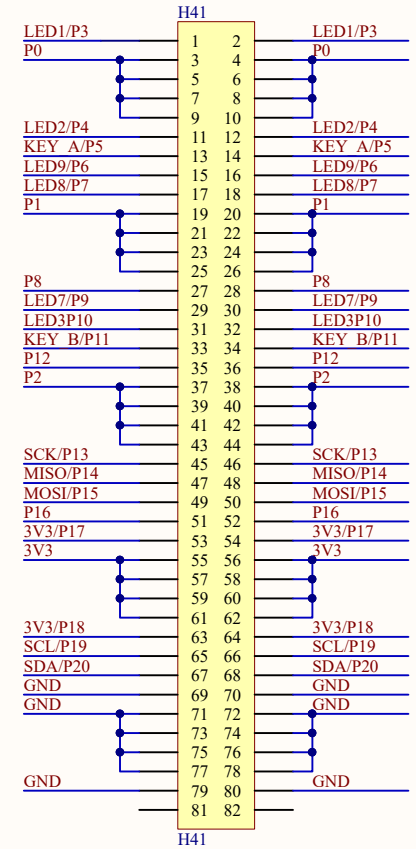 H41
LED1/P3 1 2 LED1/P3
P0 3 4 P0
5 6
7 8
9 10
LED2/P4 11 12 LED2/P4
KEY_A/P5 13 14 KEY_A/P5
LED9/P6 15 16 LED9/P6
LED8/P7 17 18 LED8/P7
P1 19 20 P1
21 22
23 24
25 26
P8 27 28 P8
LED7/P9 29 30 LED7/P9
LED3P10 31 32 LED3P10
KEY_B/P11 33 34 KEY_B/P11
P12 35 36 P12
P2 37 38 P2
39 40
41 42
43 44
SCK/P13 45 46 SCK/P13
MISO/P14 47 48 MISO/P14
MOSI/P15 49 50 MOSI/P15
P16 51 52 P16
3V3/P17 53 54 3V3/P17
3V3 55 56 3V3
57 58
59 60
61 62
3V3/P18 63 64 3V3/P18
SCL/P19 65 66 SCL/P19
SDA/P20 67 68 SDA/P20
GND 69 70 GND
GND 71 72 GND
73 74
75 76
77 78
GND 79 80 GND
81 82
H41